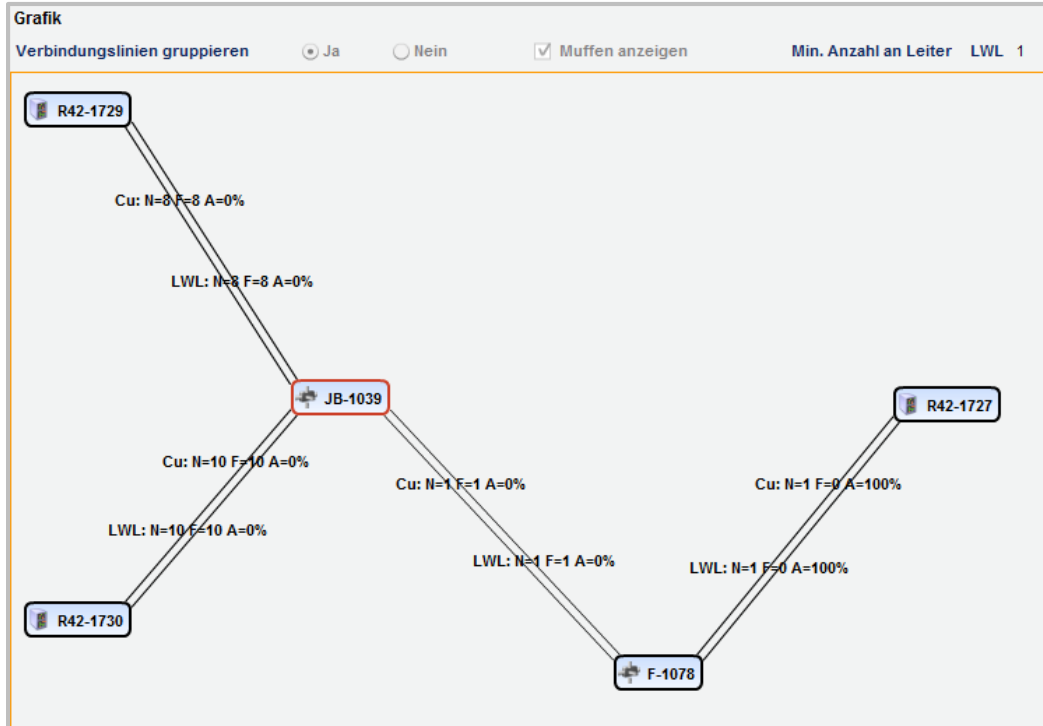 Grafik
Verbindungslinien gruppieren Ja Nein Muffen anzeigen Min. Anzahl an Leiter LWL 1
R42-1729
Cu: N=8 F=8 A=0%
LWL: N=8 F=8 A=0%
JB-1039
R42-1727
Cu: N=10 F=10 A=0%
Cu: N=1 F=1 A=0%
Cu: N=1 F=0 A=100%
LWL: N=10 F=10 A=0%
LWL: N=1 F=1 A=0%
LWL: N=1 F=0 A=100%
R42-1730
F-1078